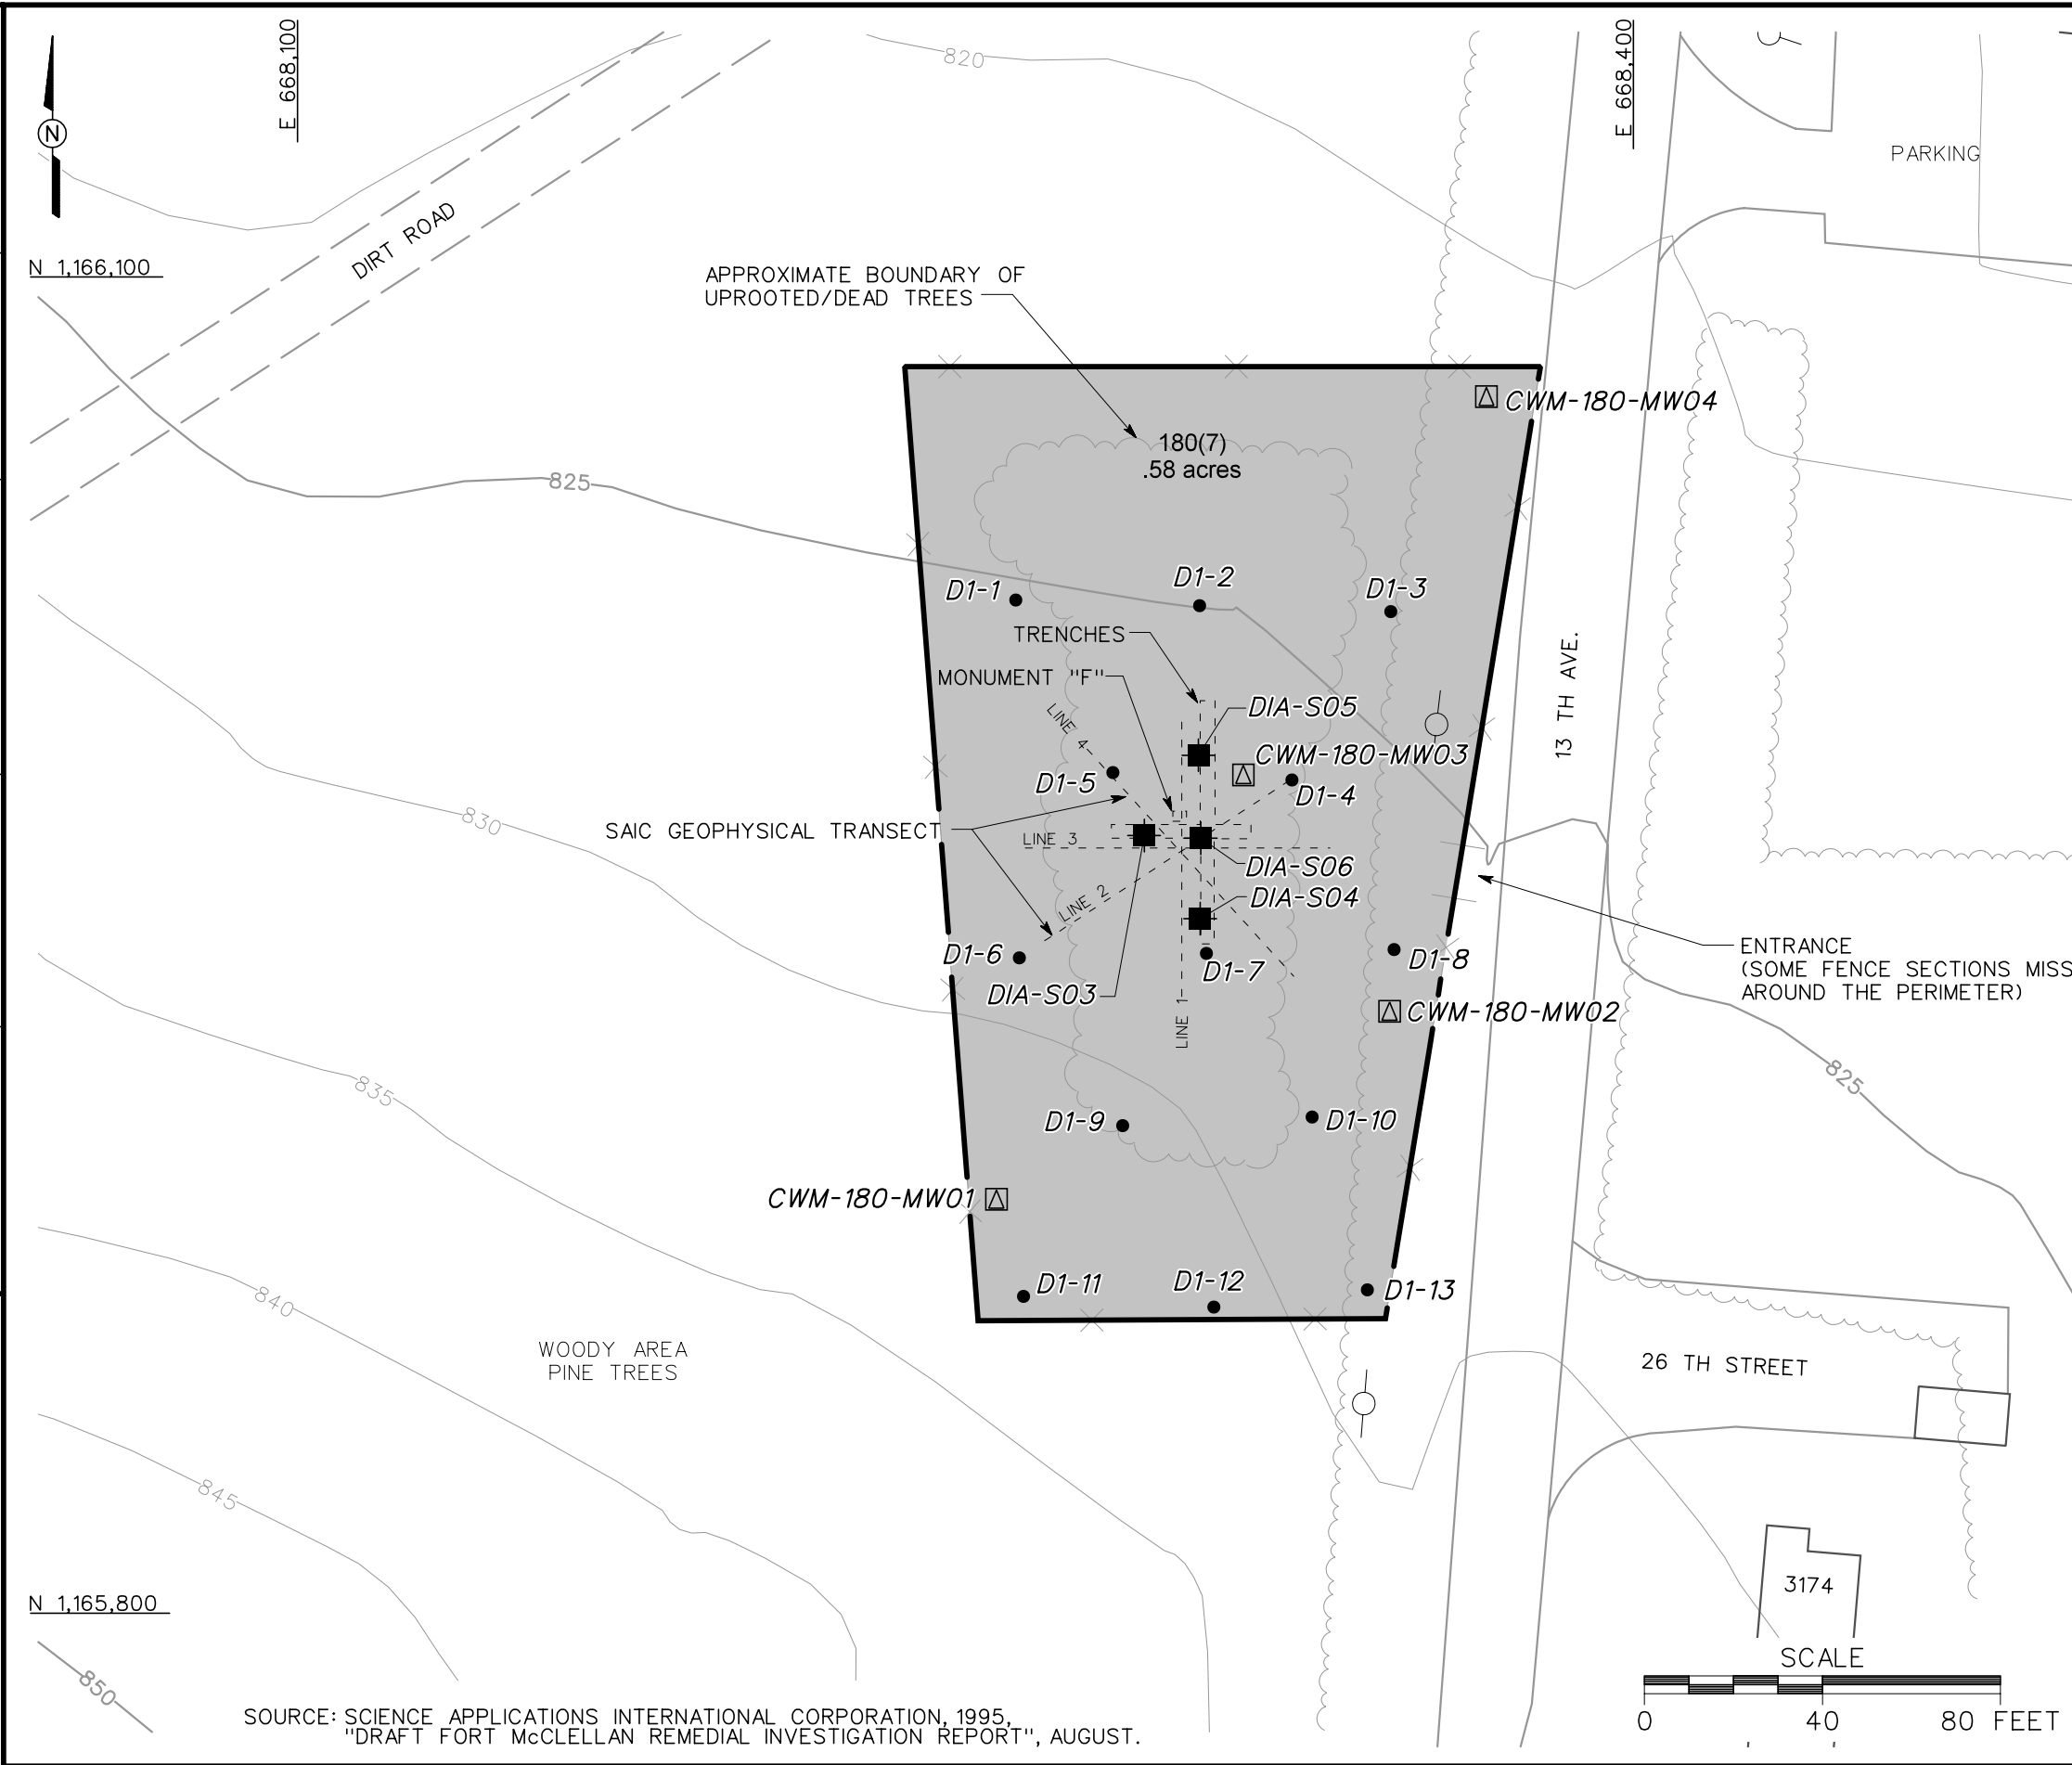 E 668,100
820
E 668,400
N
PARKING
DIRT ROAD
N 1,166,100
APPROXIMATE BOUNDARY OF
UPROOTED/DEAD TREES
CWM-180-MW04
180(7)
.58 acres
825
D1-1
D1-2
D1-3
TRENCHES
MONUMENT "F"
13 TH AVE.
LINE 4
DIA-S05
CWM-180-MW03
D1-5
D1-4
830
SAIC GEOPHYSICAL TRANSECT
LINE 3
DIA-S06
LINE 2
DIA-S04
D1-6
D1-7
D1-8
ENTRANCE
(SOME FENCE SECTIONS MISS
AROUND THE PERIMETER)
DIA-S03
LINE 1
CWM-180-MW02
825
835
D1-9
D1-10
CWM-180-MW01
D1-11
D1-12
D1-13
840
WOODY AREA
PINE TREES
26 TH STREET
845
3174
N 1,165,800
SCALE
850
0 40 80 FEET
SOURCE: SCIENCE APPLICATIONS INTERNATIONAL CORPORATION, 1995,
"DRAFT FORT McCLELLAN REMEDIAL INVESTIGATION REPORT", AUGUST.